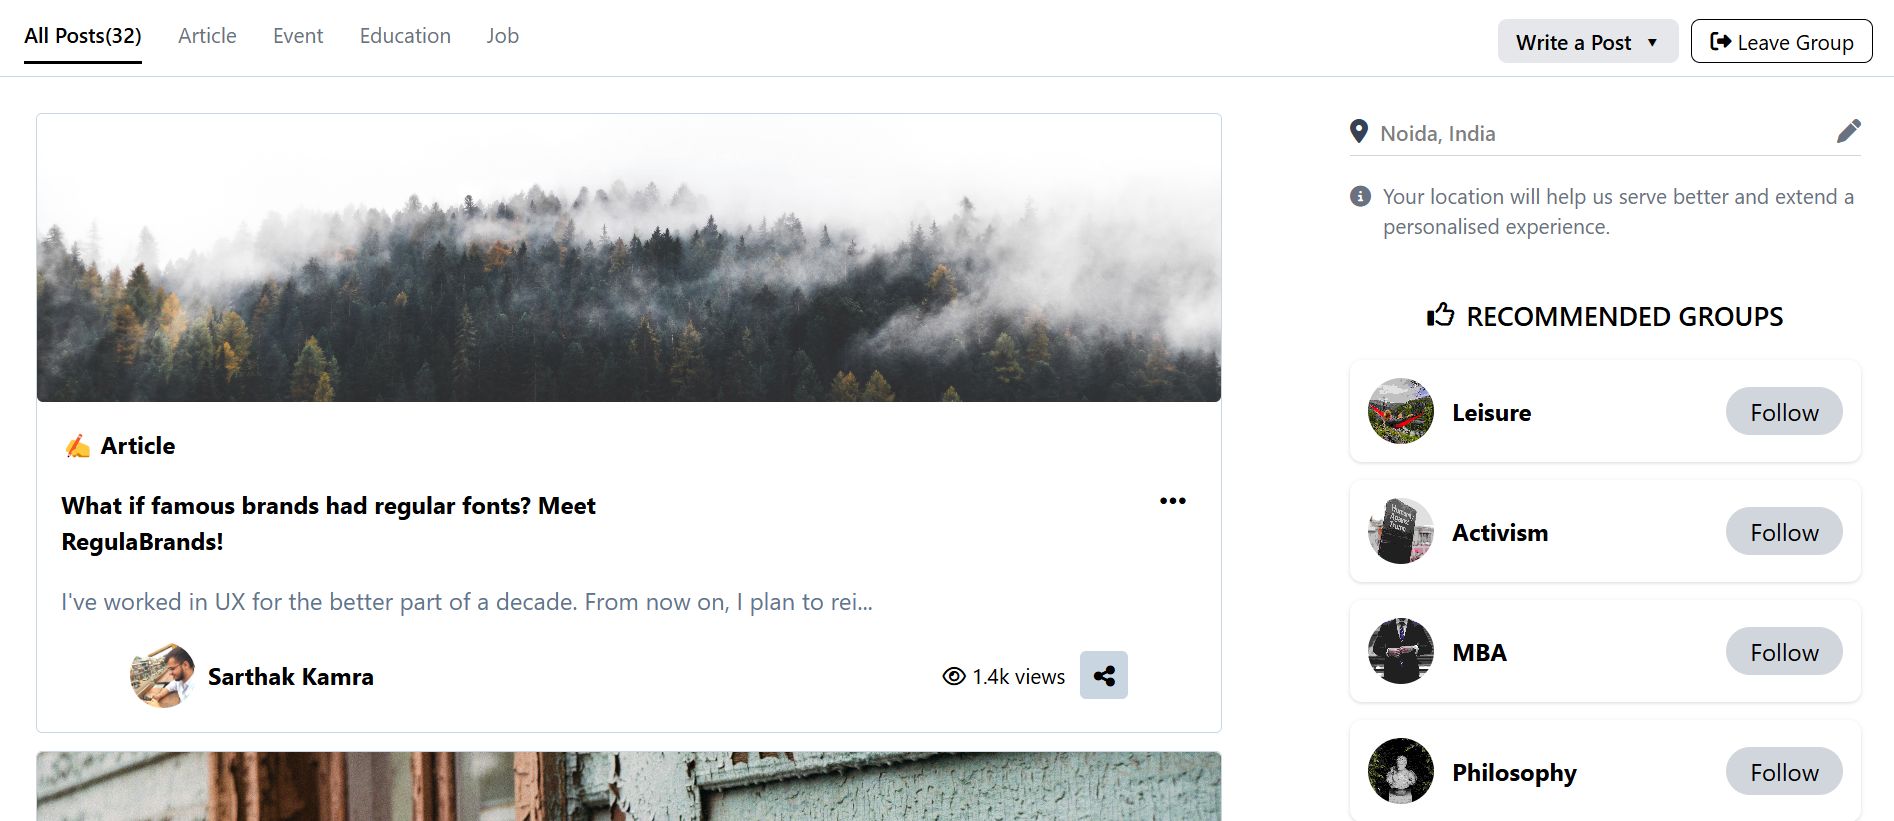 All Posts(32) Article Event Education Job Write a Post ▼ Leave Group
Noida, India
Your location will help us serve better and extend a
personalised experience.
RECOMMENDED GROUPS
Leisure Follow
Activism Follow
MBA Follow
Philosophy Follow
✍ Article
What if famous brands had regular fonts? Meet
RegulaBrands!
I've worked in UX for the better part of a decade. From now on, I plan to rei...
Sarthak Kamra 1.4k views